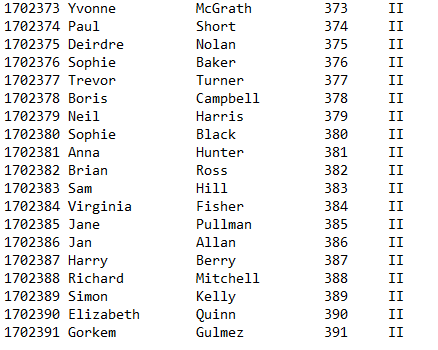 1702373 Yvonne McGrath 373 II
1702374 Paul Short 374 II
1702375 Deirdre Nolan 375 II
1702376 Sophie Baker 376 II
1702377 Trevor Turner 377 II
1702378 Boris Campbell 378 II
1702379 Neil Harris 379 II
1702380 Sophie Black 380 II
1702381 Anna Hunter 381 II
1702382 Brian Ross 382 II
1702383 Sam Hill 383 II
1702384 Virginia Fisher 384 II
1702385 Jane Pullman 385 II
1702386 Jan Allan 386 II
1702387 Harry Berry 387 II
1702388 Richard Mitchell 388 II
1702389 Simon Kelly 389 II
1702390 Elizabeth Quinn 390 II
1702391 Gorkem Gulmez 391 II